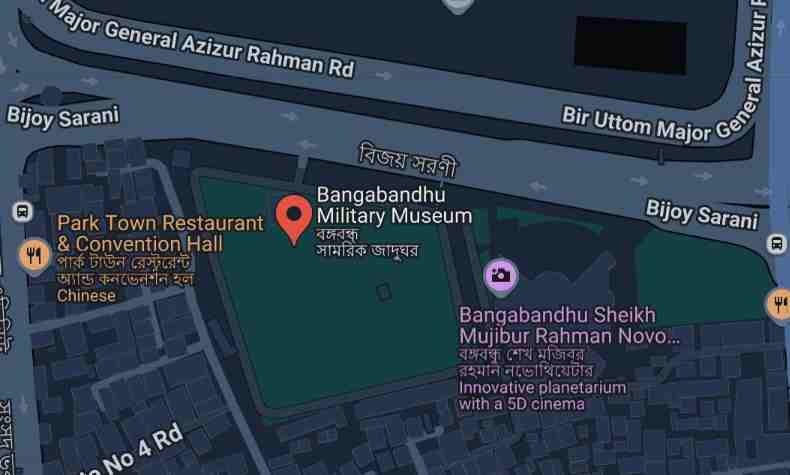 Major General Azizur Rahman Rd
Bijoy Sarani
Bir Uttom Major General Azizur
বিজয় সরণী
Bangabandhu
Military Museum
বঙ্গবন্ধু
সামরিক জাদুঘর
Park Town Restaurant
& Convention Hall
পার্ক টাউন রেস্টুরেন্ট
অ্যান্ড কনভেনশন হল
Chinese
Bijoy Sarani
Bangabandhu Sheikh
Mujibur Rahman Novo...
বঙ্গবন্ধু শেখ মজিবুর
রহমান নভোথিয়েটার
Innovative planetarium
with a 5D cinema
No 4 Rd